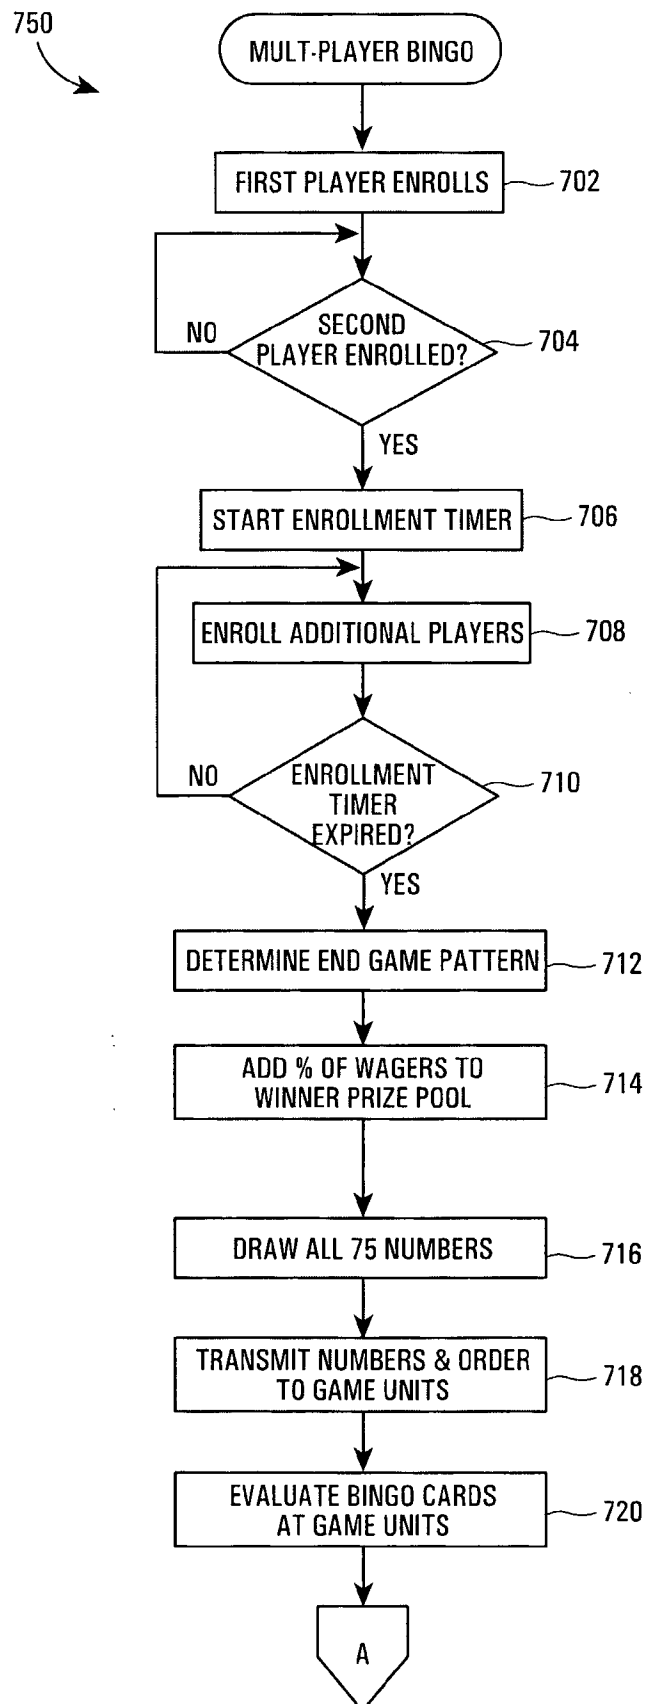 750
MULT-PLAYER BINGO
FIRST PLAYER ENROLLS
702
SECOND
PLAYER ENROLLED?
704
NO
YES
START ENROLLMENT TIMER
706
ENROLL ADDITIONAL PLAYERS
708
NO
ENROLLMENT
TIMER
EXPIRED?
710
YES
DETERMINE END GAME PATTERN
712
ADD % OF WAGERS TO
WINNER PRIZE POOL
714
DRAW ALL 75 NUMBERS
716
TRANSMIT NUMBERS & ORDER
TO GAME UNITS
718
EVALUATE BINGO CARDS
AT GAME UNITS
720
A